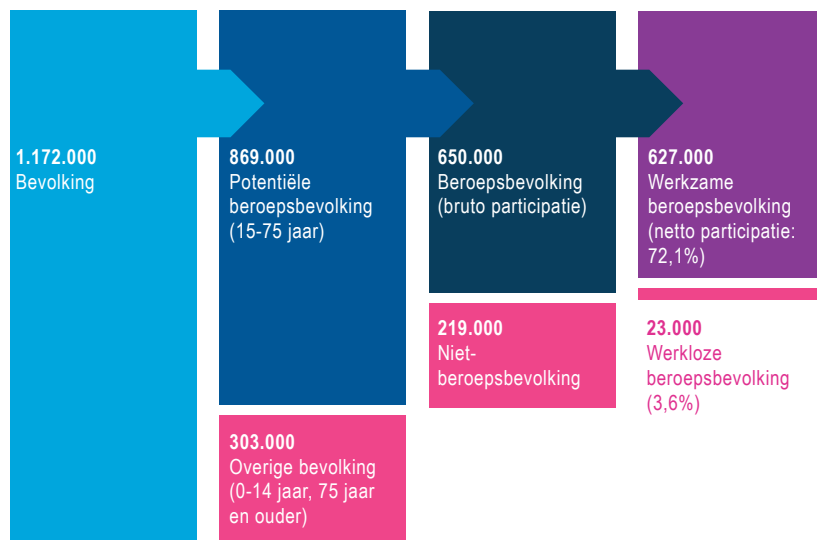 1.172.000
Bevolking
869.000
Potentiële
beroepsbevolking
(15-75 jaar)
303.000
Overige bevolking
(0-14 jaar, 75 jaar
en ouder)
650.000
Beroepsbevolking
(bruto participatie)
219.000
Niet-
beroepsbevolking
627.000
Werkzame
beroepsbevolking
(netto participatie:
72,1%)
23.000
Werkloze
beroepsbevolking
(3,6%)